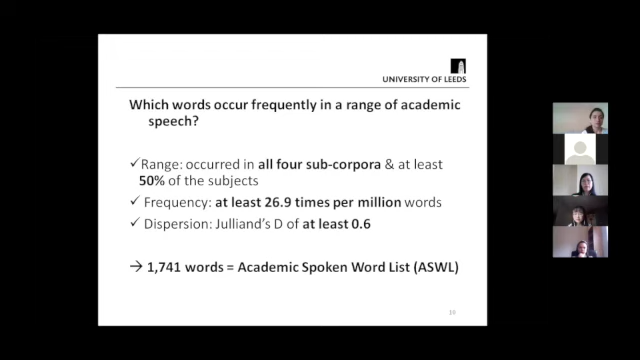 UNIVERSITY OF LEEDS
Which words occur frequently in a range of academic
speech?
✓Range: occurred in all four sub-corpora & at least
50% of the subjects
✓ Frequency: at least 26.9 times per million words
✓ Dispersion: Julliand's D of at least 0.6
→ 1,741 words = Academic Spoken Word List (ASWL)
10